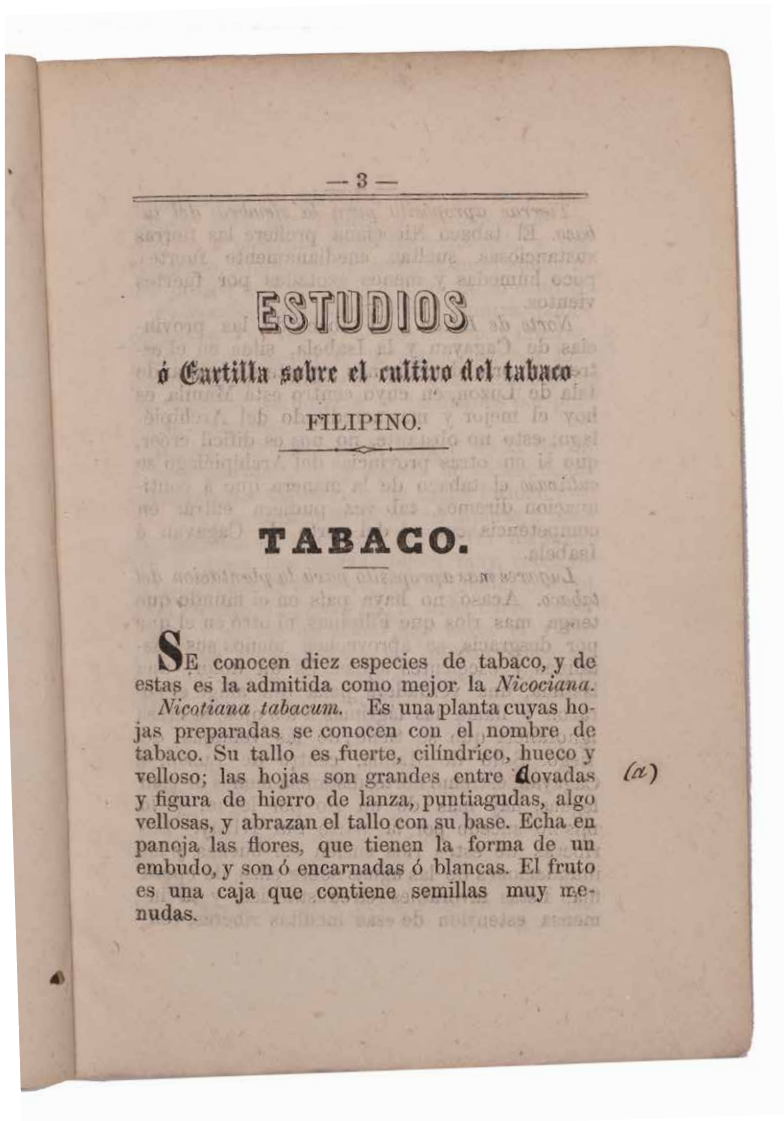 — 3 —
ESTUDIOS
ó Cartilla sobre el cultivo del tabaco
FILIPINO.
TABACO.
SE conocen diez especies de tabaco, y de
estas es la admitida como mejor la Nicociana.
Nicotiana tabacum. Es una planta cuyas ho-
jas preparadas se conocen con el nombre de
tabaco. Su tallo es fuerte, cilíndrico, hueco y
velloso; las hojas son grandes entre dovadas (a)
y figura de hierro de lanza, puntiagudas, algo
vellosas, y abrazan el tallo con su base. Echa en
panoja las flores, que tienen la forma de un
embudo, y son ó encarnadas ó blancas. El fruto
es una caja que contiene semillas muy me-
nudas.